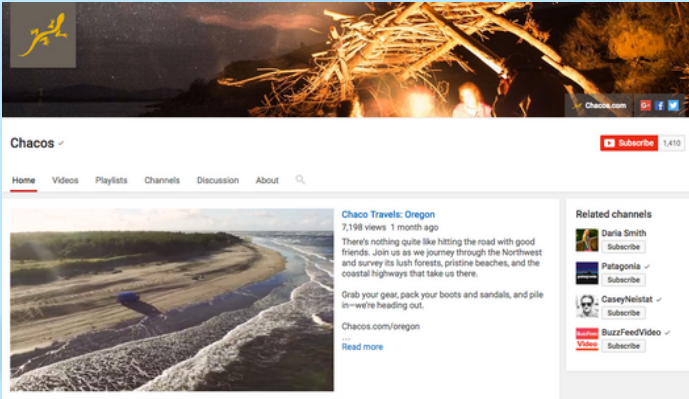 Chacos.com
Chacos
Subscribe 1,410
Home Videos Playlists Channels Discussion About
Chaco Travels: Oregon
7,198 views 1 month ago
There's nothing quite like hitting the road with good
friends. Join us as we journey through the Northwest
and survey its lush forests, pristine beaches, and the
coastal highways that take us there.
Grab your gear, pack your boots and sandals, and pile
in—we're heading out.
Chacos.com/oregon
...
Read more
Related channels
Daria Smith
Subscribe
Patagonia
Subscribe
CaseyNeistat
Subscribe
BuzzFeed
Video
BuzzFeedVideo
Subscribe